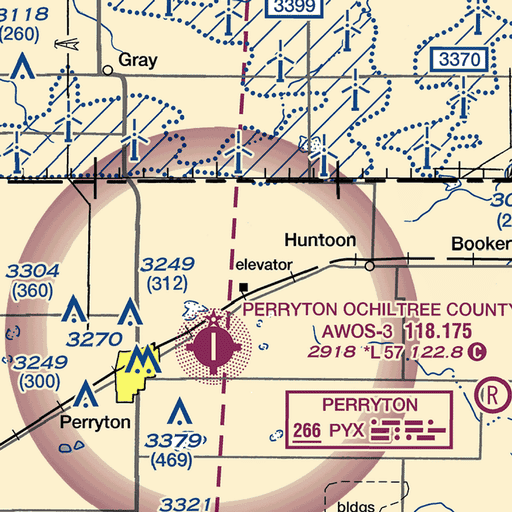 3118
(260)
3399
Gray
3370
Huntoon
Booker
elevator
3304
(360)
3249
(312)
3270
3249
(300)
PERRYTON OCHILTREE COUNTY
AWOS-3 118.175
2918 *L 57 122.8 C
R
PERRYTON
266 PYX
Perryton
3379
(469)
3321
bldgs